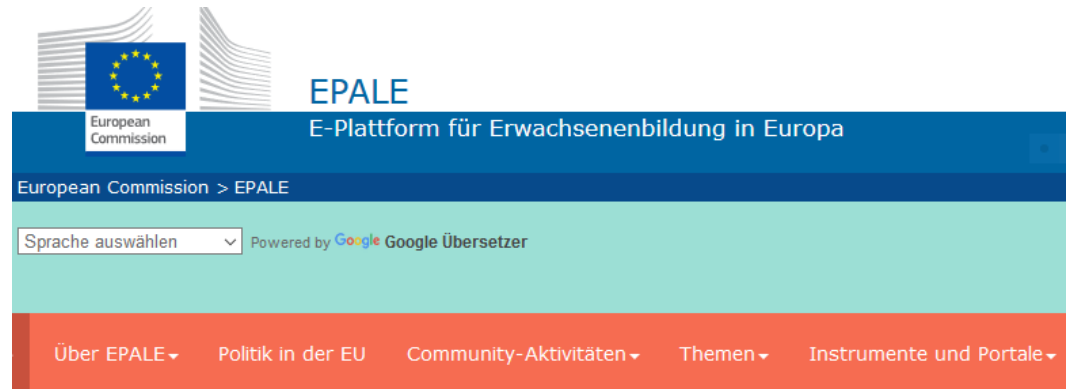 EPALE
European
Commission
E-Plattform für Erwachsenenbildung in Europa
European Commission > EPALE
Sprache auswählen Powered by Google Google Übersetzer
Über EPALE Politik in der EU Community-Aktivitäten Themen Instrumente und Portale